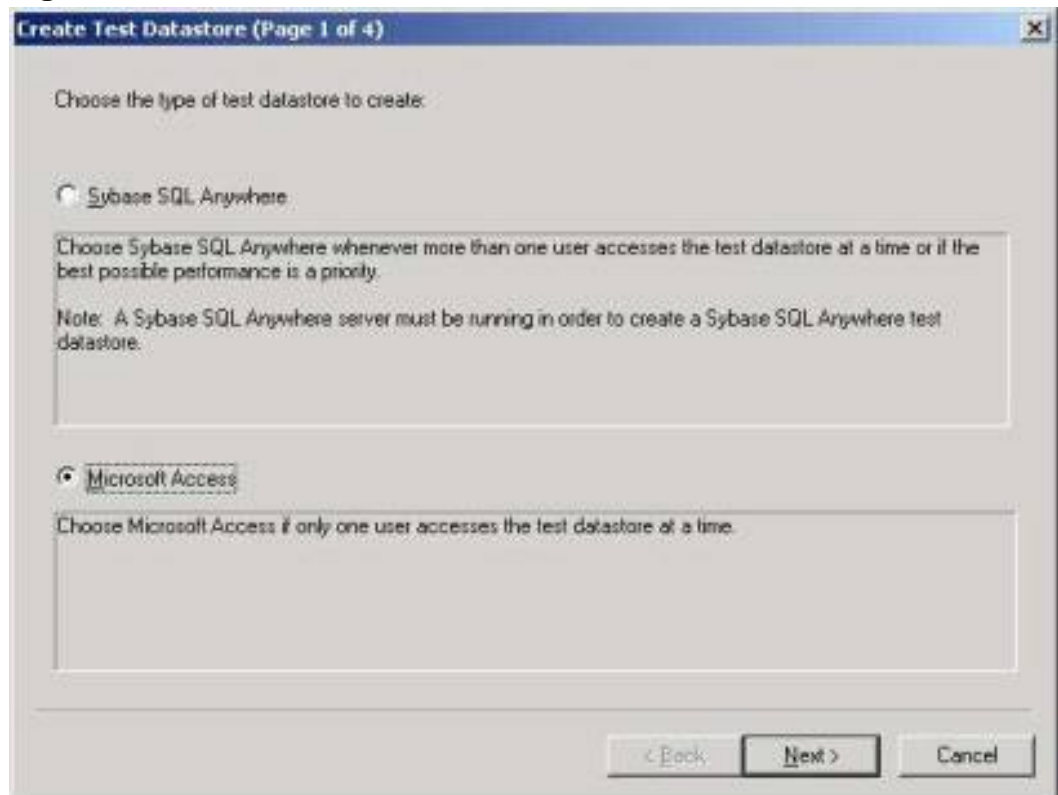 Create Test Datastore (Page 1 of 4)
Choose the type of test datastore to create:
Sybase SQL Anywhere
Choose Sybase SQL Anywhere whenever more than one user accesses the test datastore at a time or if the
best possible performance is a priority.
Note: A Sybase SQL Anywhere server must be running in order to create a Sybase SQL Anywhere test
datastore.
Microsoft Access
Choose Microsoft Access if only one user accesses the test datastore at a time.
< Back
Next >
Cancel